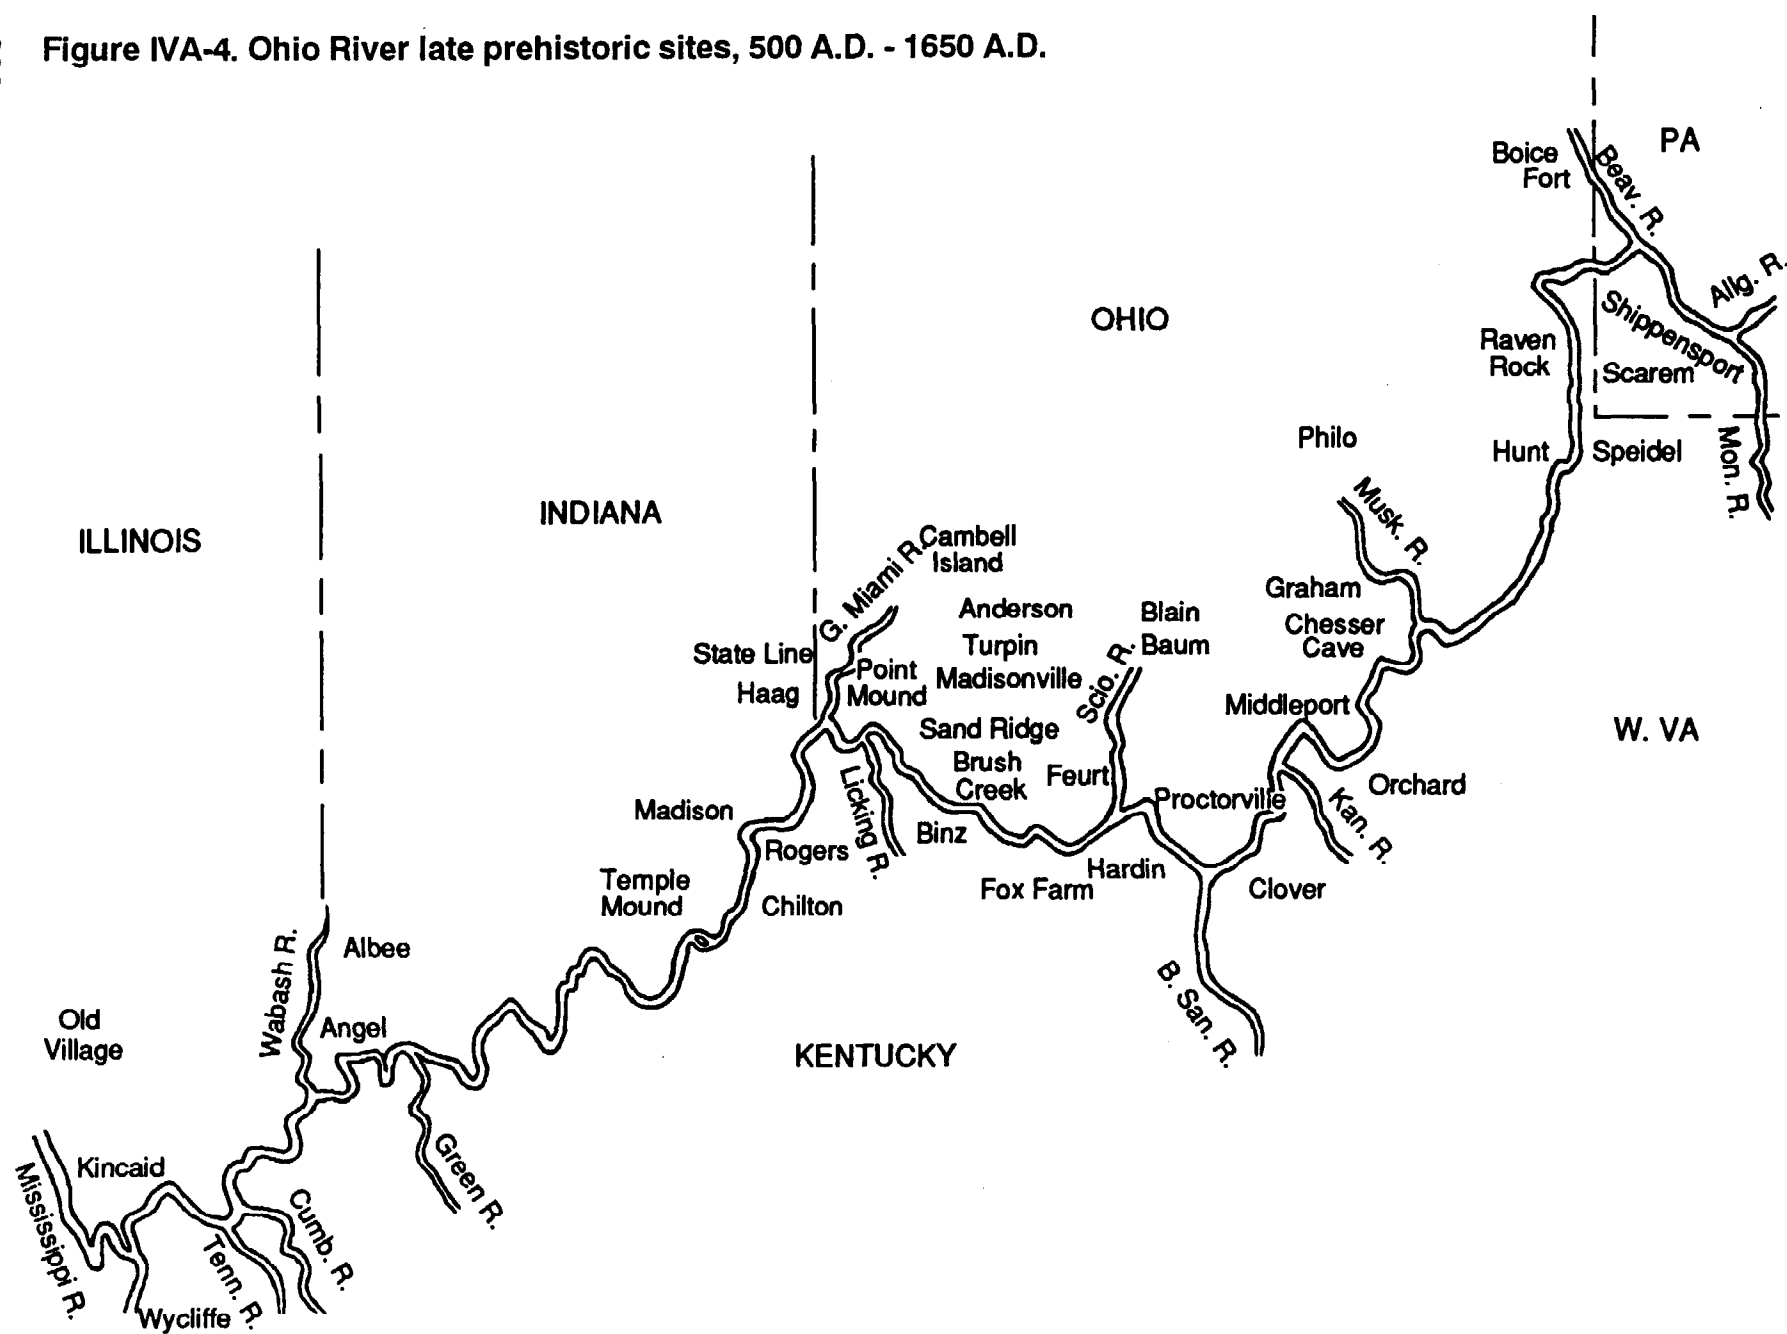 Figure IVA-4. Ohio River late prehistoric sites, 500 A.D. - 1650 A.D.
PA
Boice
Fort
Beav. R.
Allg. R.
OHIO
Shippensport
Raven
Rock
Scarem
Philo
Hunt
Speidel
Mon. R.
Musk. R.
INDIANA
ILLINOIS
Cambell
Island
G. Miami R.
Graham
Anderson
Blain
Chesser
Cave
State Line
Turpin
Baum
Haag
Point
Mound
Madisonville
Scio. R.
Middleport
Sand Ridge
W. VA
Brush
Creek
Feurt
Orchard
Proctorville
Kan. R.
Madison
Licking R.
Binz
Rogers
Hardin
Temple
Mound
Fox Farm
Clover
Chilton
Albee
Wabash R.
B. San. R.
Old
Village
Angel
KENTUCKY
Green R.
Kincaid
Mississippi R.
Cumb. R.
Tenn. R.
Wycliffe